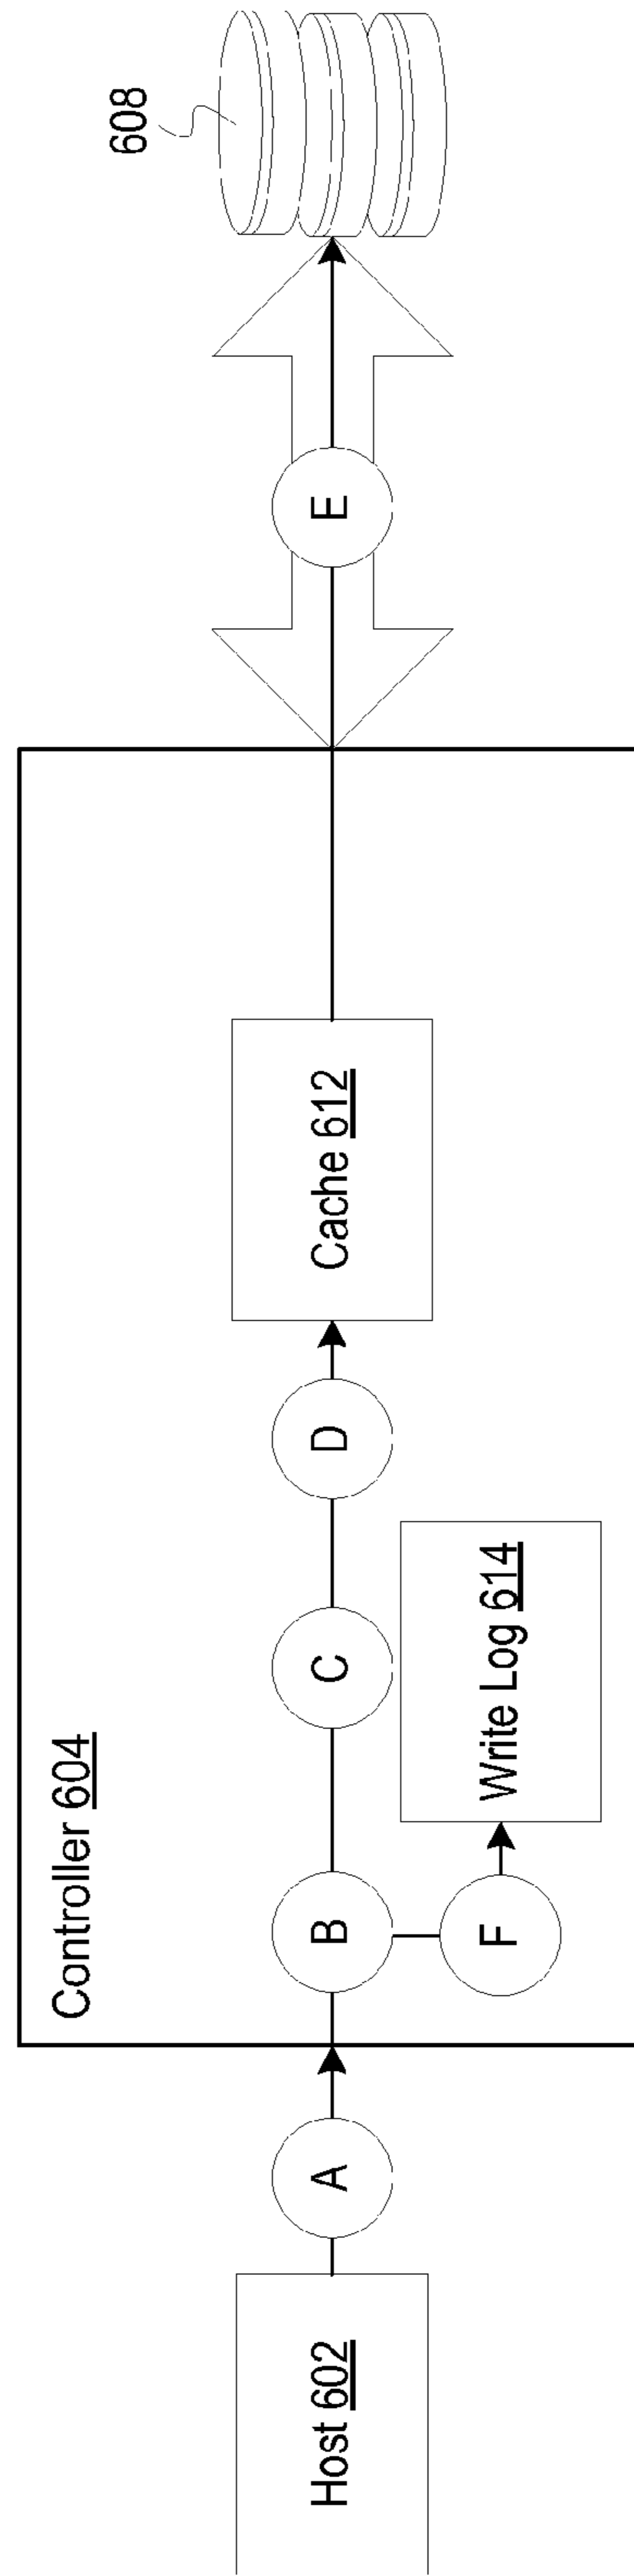 Host 602
A
Controller 604
B
F
Write Log 614
C
D
Cache 612
E
608